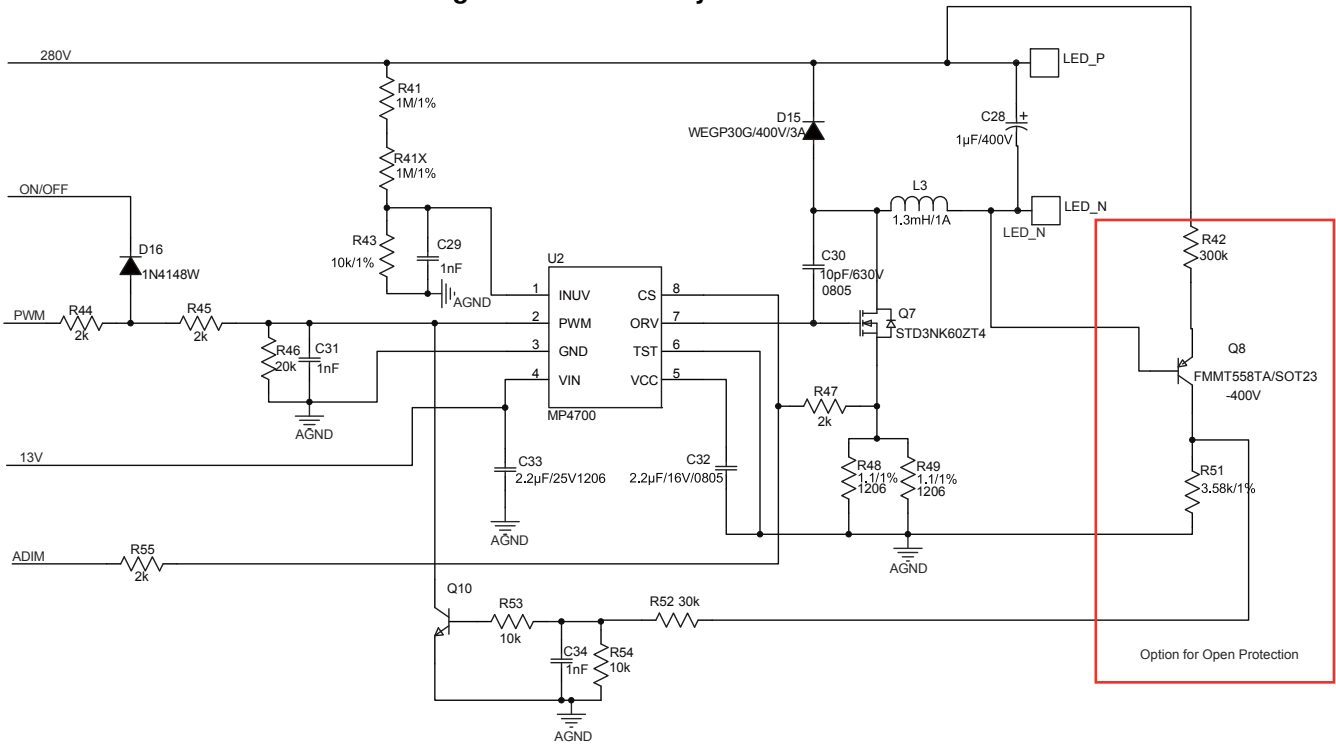 280V
R41
1M/1%
R41X
1M/1%
ON/OFF
D16
1N4148W
R43
10k/1%
C29
1nF
AGND
PWM
R44
2k
R45
2k
R46
20k
C31
1nF
AGND
13V
U2
1 INUV CS 8
2 PWM DRV 7
3 GND TST 6
4 VIN VCC 5
MP4700
C33
2.2µF/25V1206
AGND
C32
2.2µF/16V/0805
D15
WEGP30G/400V/3A
C30
10pF/630V
0805
L3
1.3mH/1A
C28
+
1µF/400V
LED_P
LED_N
LED_N
Q7
STD3NK60ZT4
R47
2k
R48
1.1/1%
1206
R49
1.1/1%
1206
AGND
R42
300k
Q8
FMMT558TA/SOT23
-400V
R51
3.58k/1%
Option for Open Protection
ADIM
R55
2k
Q10
R53
10k
C34
1nF
R54
10k
R52 30k
AGND